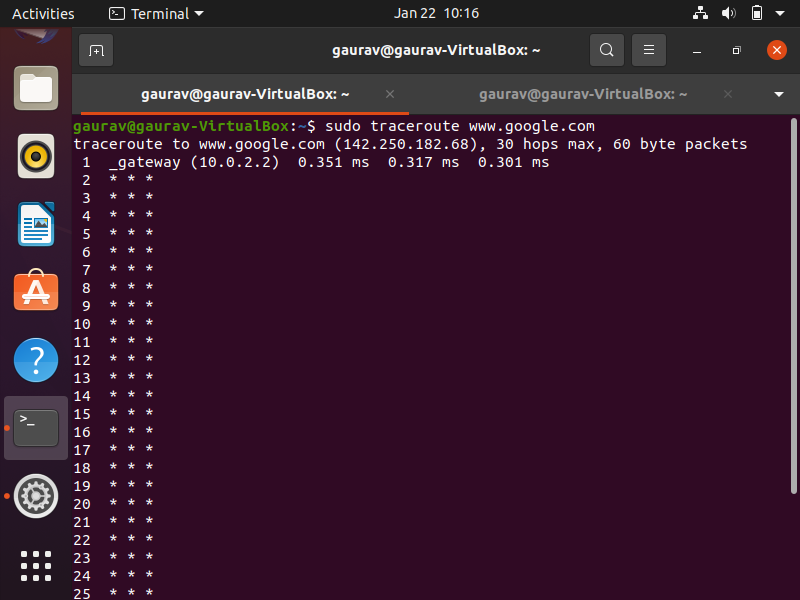 Activities Terminal Jan 22 10:16
gaurav@gaurav-VirtualBox: ~
gaurav@gaurav-VirtualBox: ~ gaurav@gaurav-VirtualBox: ~
gaurav@gaurav-VirtualBox:~$ sudo traceroute www.google.com
traceroute to www.google.com (142.250.182.68), 30 hops max, 60 byte packets
1 _gateway (10.0.2.2) 0.351 ms 0.317 ms 0.301 ms
2 * * *
3 * * *
4 * * *
5 * * *
6 * * *
7 * * *
8 * * *
9 * * *
10 * * *
11 * * *
12 * * *
13 * * *
14 * * *
15 * * *
16 * * *
17 * * *
18 * * *
19 * * *
20 * * *
21 * * *
22 * * *
23 * * *
24 * * *
25 * * *